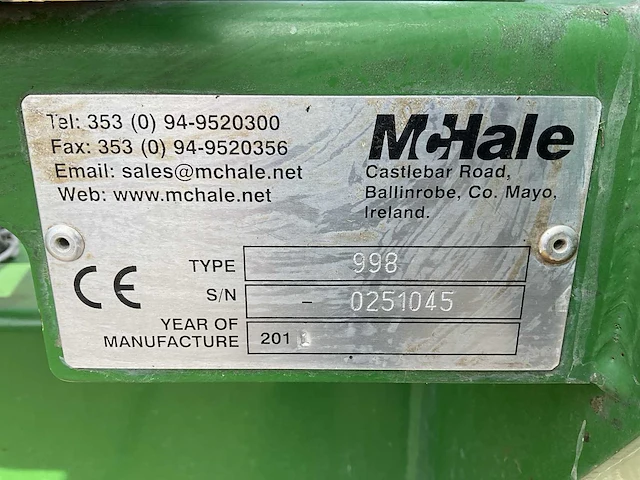 Tel: 353 (0) 94-9520300
Fax: 353 (0) 94-9520356
Email: sales@mchale.net
Web: www.mchale.net
McHale
Castlebar Road,
Ballinrobe, Co. Mayo,
Ireland.
CE
TYPE 998
S/N - 0251045
YEAR OF
MANUFACTURE 201